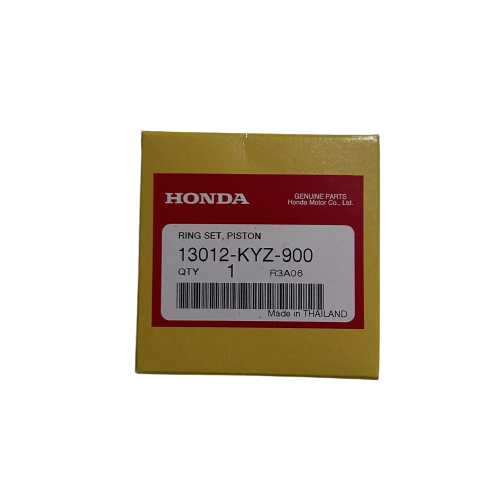 HONDA
GENUINE PARTS
Honda Motor Co., Ltd.
RING SET, PISTON
13012-KYZ-900
QTY 1 R3A06
Made in THAILAND